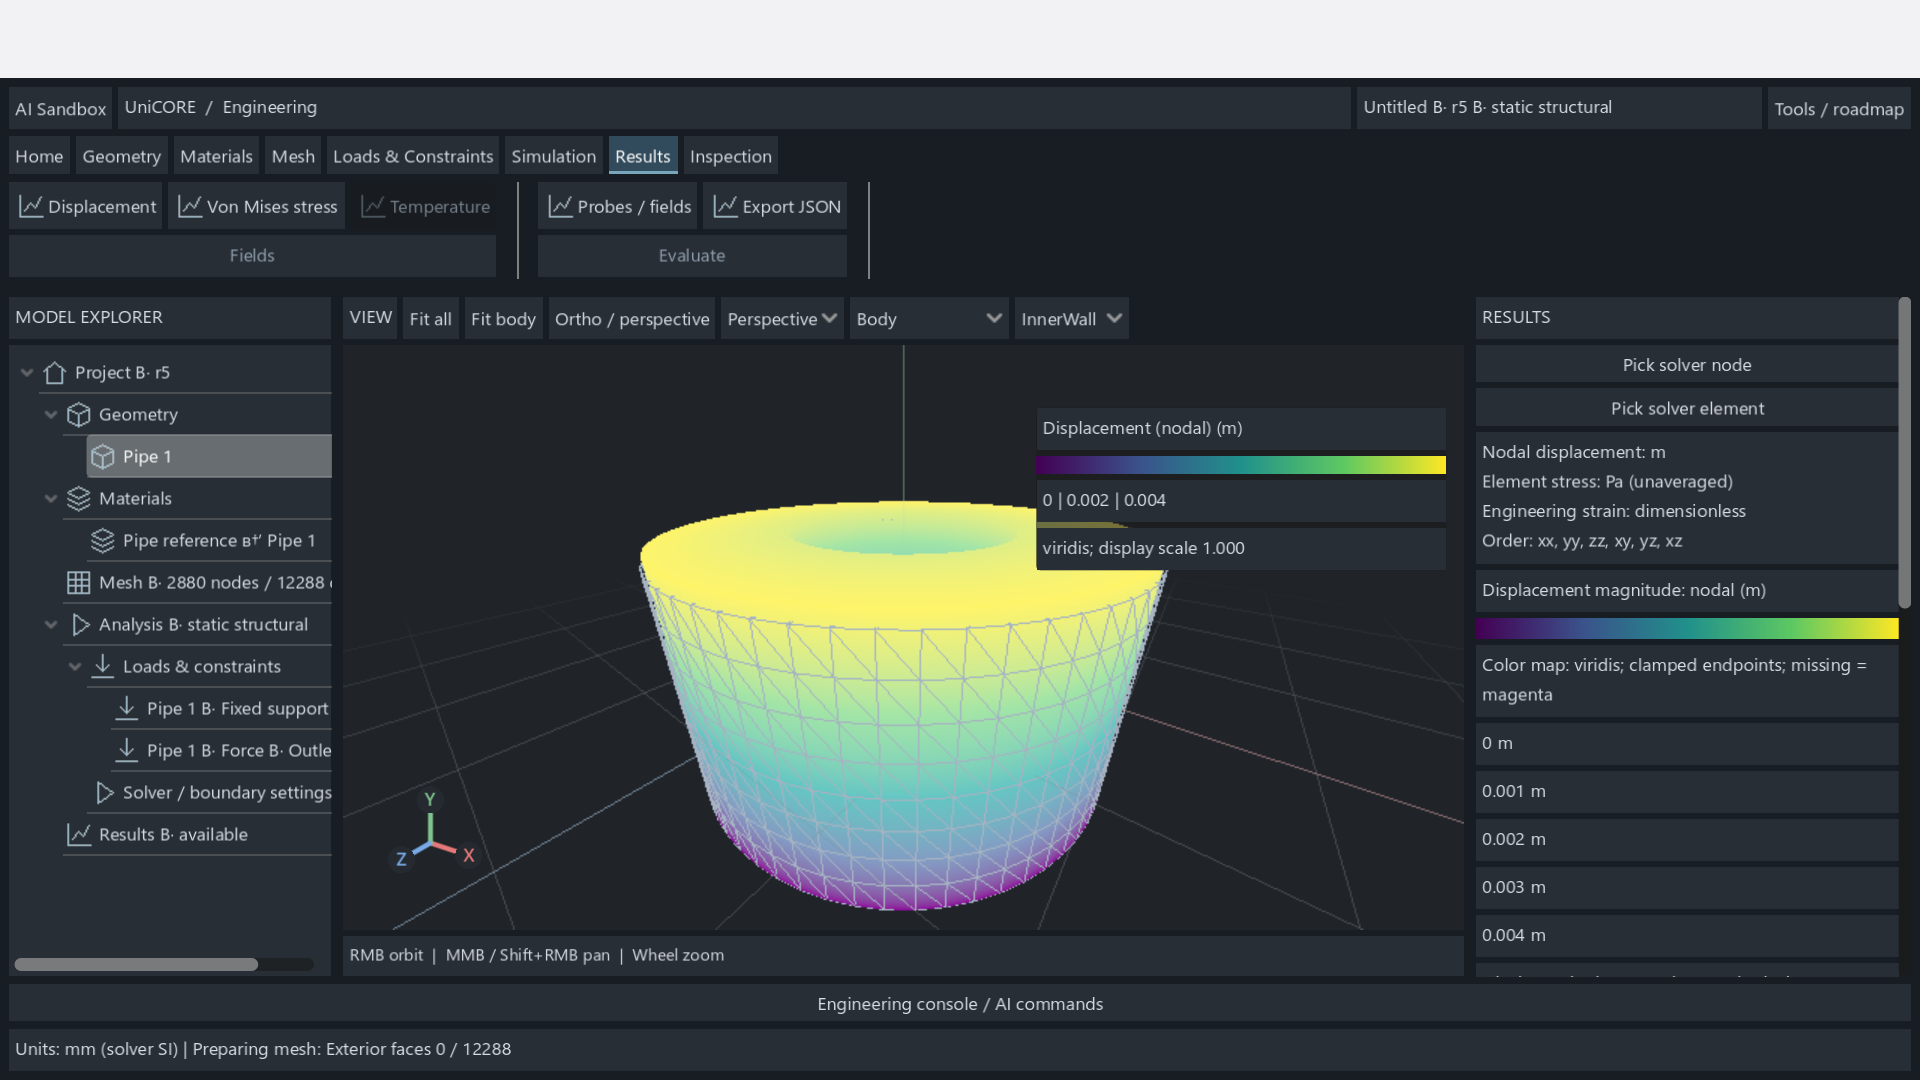 AI Sandbox
UniCORE / Engineering
Untitled В· r5 В· static structural
Tools / roadmap
Home
Geometry
Materials
Mesh
Loads & Constraints
Simulation
Results
Inspection
Displacement
Von Mises stress
Temperature
Probes / fields
Export JSON
Fields
Evaluate
MODEL EXPLORER
VIEW
Fit all
Fit body
Ortho / perspective
Perspective
Body
InnerWall
RESULTS
Project В· r5
Geometry
Pipe 1
Materials
Pipe reference в†’ Pipe 1
Mesh В· 2880 nodes / 12288
Analysis В· static structural
Loads & constraints
Pipe 1 В· Fixed support
Pipe 1 В· Force В· Outle
Solver / boundary settings
Results В· available
Displacement (nodal) (m)
0 | 0.002 | 0.004
viridis; display scale 1.000
Y
Z
X
RMB orbit | MMB / Shift+RMB pan | Wheel zoom
Pick solver node
Pick solver element
Nodal displacement: m
Element stress: Pa (unaveraged)
Engineering strain: dimensionless
Order: xx, yy, zz, xy, yz, xz
Displacement magnitude: nodal (m)
Color map: viridis; clamped endpoints; missing =
magenta
0 m
0.001 m
0.002 m
0.003 m
0.004 m
Engineering console / AI commands
Units: mm (solver SI) | Preparing mesh: Exterior faces 0 / 12288